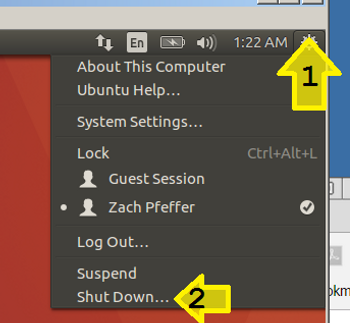 En 1:22 AM
1
About This Computer
Ubuntu Help...
System Settings...
Lock Ctrl+Alt+L
Guest Session
Zach Pfeffer
Log Out...
Suspend
Shut Down...
2